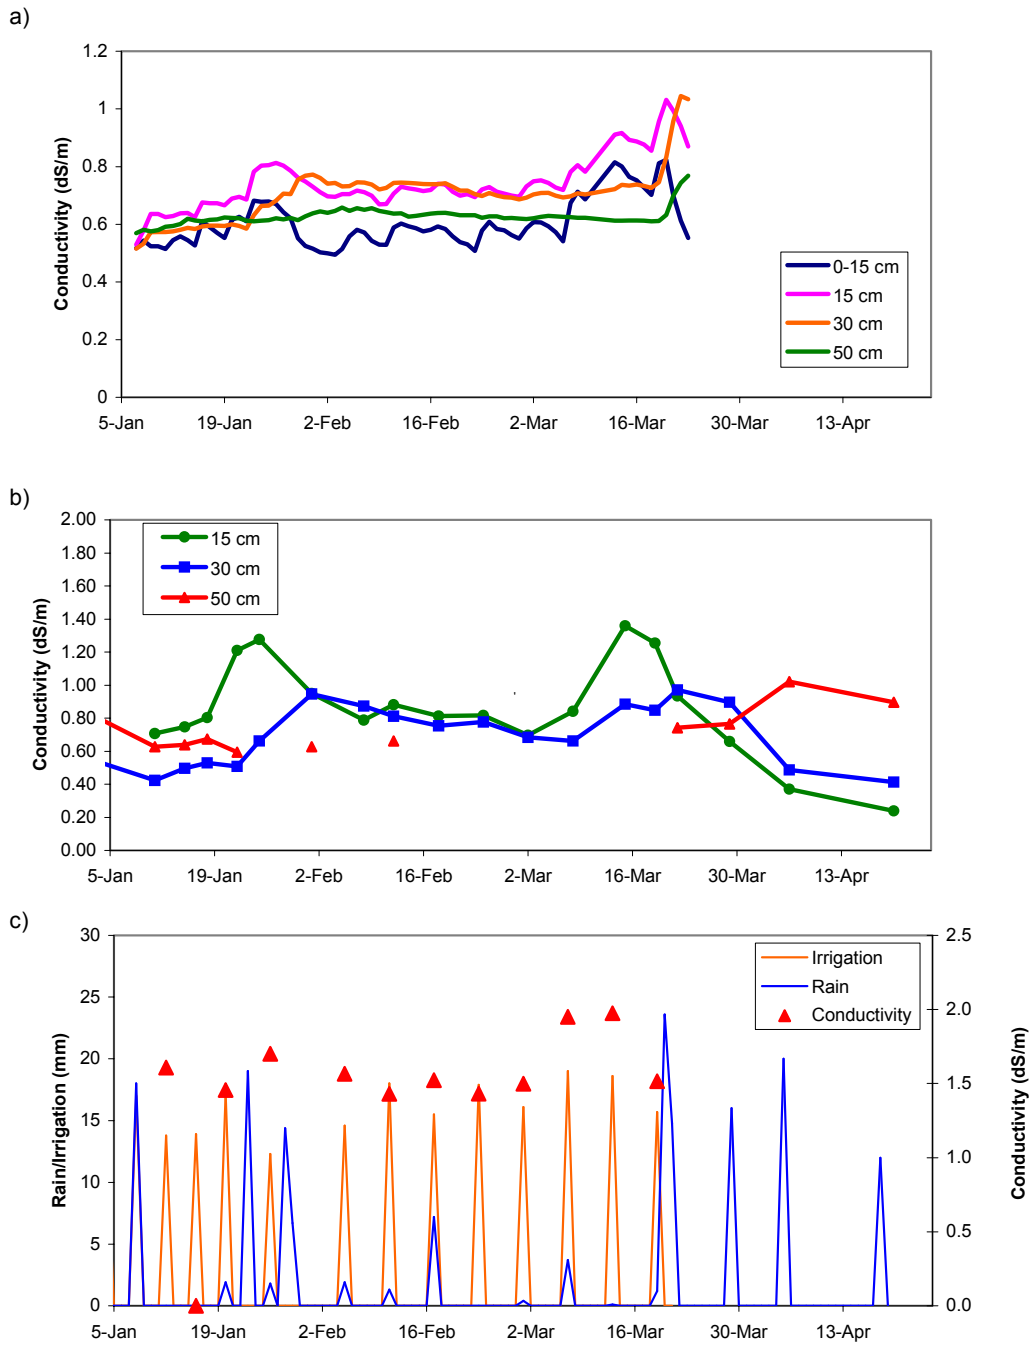 a)
1.2
1
0.8
0.6
0.4
0.2
0
Conductivity (dS/m)
0-15 cm
15 cm
30 cm
50 cm
5-Jan 19-Jan 2-Feb 16-Feb 2-Mar 16-Mar 30-Mar 13-Apr
b)
2.00
1.80
1.60
1.40
1.20
1.00
0.80
0.60
0.40
0.20
0.00
Conductivity (dS/m)
15 cm
30 cm
50 cm
5-Jan 19-Jan 2-Feb 16-Feb 2-Mar 16-Mar 30-Mar 13-Apr
c)
30
25
20
15
10
5
0
Rain/Irrigation (mm)
Irrigation
Rain
Conductivity
2.5
2.0
1.5
1.0
0.5
0.0
Conductivity (dS/m)
5-Jan 19-Jan 2-Feb 16-Feb 2-Mar 16-Mar 30-Mar 13-Apr